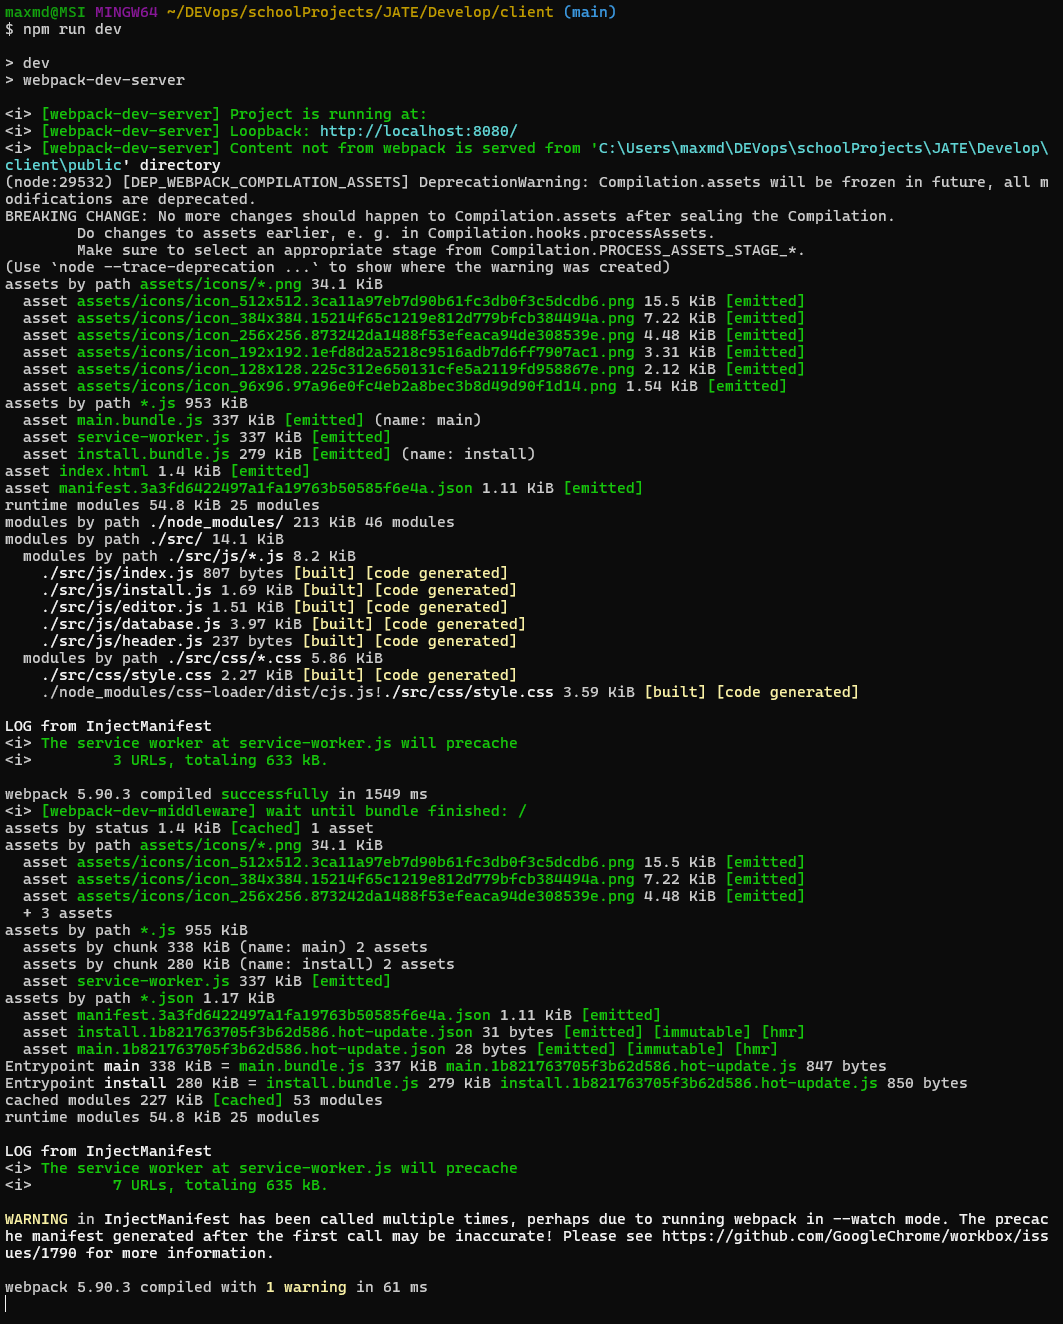 maxmd@MSI MINGW64 ~/DEVops/schoolProjects/JATE/Develop/client (main)
$ npm run dev

> dev
> webpack-dev-server

<i> [webpack-dev-server] Project is running at:
<i> [webpack-dev-server] Loopback: http://localhost:8080/
<i> [webpack-dev-server] Content not from webpack is served from 'C:\Users\maxmd\DEVops\schoolProjects\JATE\Develop\
client\public' directory
(node:29532) [DEP_WEBPACK_COMPILATION_ASSETS] DeprecationWarning: Compilation.assets will be frozen in future, all m
odifications are deprecated.
BREAKING CHANGE: No more changes should happen to Compilation.assets after sealing the Compilation.
        Do changes to assets earlier, e. g. in Compilation.hooks.processAssets.
        Make sure to select an appropriate stage from Compilation.PROCESS_ASSETS_STAGE_*.
(Use `node --trace-deprecation ...` to show where the warning was created)
assets by path assets/icons/*.png 34.1 KiB
  asset assets/icons/icon_512x512.3ca11a97eb7d90b61fc3db0f3c5dcdb6.png 15.5 KiB [emitted]
  asset assets/icons/icon_384x384.15214f65c1219e812d779bfcb384494a.png 7.22 KiB [emitted]
  asset assets/icons/icon_256x256.873242da1488f53efeaca94de308539e.png 4.48 KiB [emitted]
  asset assets/icons/icon_192x192.1efd8d2a5218c9516adb7d6ff7907ac1.png 3.31 KiB [emitted]
  asset assets/icons/icon_128x128.225c312e650131cfe5a2119fd958867e.png 2.12 KiB [emitted]
  asset assets/icons/icon_96x96.97a96e0fc4eb2a8bec3b8d49d90f1d14.png 1.54 KiB [emitted]
assets by path *.js 953 KiB
  asset main.bundle.js 337 KiB [emitted] (name: main)
  asset service-worker.js 337 KiB [emitted]
  asset install.bundle.js 279 KiB [emitted] (name: install)
asset index.html 1.4 KiB [emitted]
asset manifest.3a3fd6422497a1fa19763b50585f6e4a.json 1.11 KiB [emitted]
runtime modules 54.8 KiB 25 modules
modules by path ./node_modules/ 213 KiB 46 modules
modules by path ./src/ 14.1 KiB
  modules by path ./src/js/*.js 8.2 KiB
    ./src/js/index.js 807 bytes [built] [code generated]
    ./src/js/install.js 1.69 KiB [built] [code generated]
    ./src/js/editor.js 1.51 KiB [built] [code generated]
    ./src/js/database.js 3.97 KiB [built] [code generated]
    ./src/js/header.js 237 bytes [built] [code generated]
  modules by path ./src/css/*.css 5.86 KiB
    ./src/css/style.css 2.27 KiB [built] [code generated]
    ./node_modules/css-loader/dist/cjs.js!./src/css/style.css 3.59 KiB [built] [code generated]

LOG from InjectManifest
<i> The service worker at service-worker.js will precache
<i>         3 URLs, totaling 633 kB.

webpack 5.90.3 compiled successfully in 1549 ms
<i> [webpack-dev-middleware] wait until bundle finished: /
assets by status 1.4 KiB [cached] 1 asset
assets by path assets/icons/*.png 34.1 KiB
  asset assets/icons/icon_512x512.3ca11a97eb7d90b61fc3db0f3c5dcdb6.png 15.5 KiB [emitted]
  asset assets/icons/icon_384x384.15214f65c1219e812d779bfcb384494a.png 7.22 KiB [emitted]
  asset assets/icons/icon_256x256.873242da1488f53efeaca94de308539e.png 4.48 KiB [emitted]
  + 3 assets
assets by path *.js 955 KiB
  assets by chunk 338 KiB (name: main) 2 assets
  assets by chunk 280 KiB (name: install) 2 assets
  asset service-worker.js 337 KiB [emitted]
assets by path *.json 1.17 KiB
  asset manifest.3a3fd6422497a1fa19763b50585f6e4a.json 1.11 KiB [emitted]
  asset install.1b821763705f3b62d586.hot-update.json 31 bytes [emitted] [immutable] [hmr]
  asset main.1b821763705f3b62d586.hot-update.json 28 bytes [emitted] [immutable] [hmr]
Entrypoint main 338 KiB = main.bundle.js 337 KiB main.1b821763705f3b62d586.hot-update.js 847 bytes
Entrypoint install 280 KiB = install.bundle.js 279 KiB install.1b821763705f3b62d586.hot-update.js 850 bytes
cached modules 227 KiB [cached] 53 modules
runtime modules 54.8 KiB 25 modules

LOG from InjectManifest
<i> The service worker at service-worker.js will precache
<i>         7 URLs, totaling 635 kB.

WARNING in InjectManifest has been called multiple times, perhaps due to running webpack in --watch mode. The precac
he manifest generated after the first call may be inaccurate! Please see https://github.com/GoogleChrome/workbox/iss
ues/1790 for more information.

webpack 5.90.3 compiled with 1 warning in 61 ms